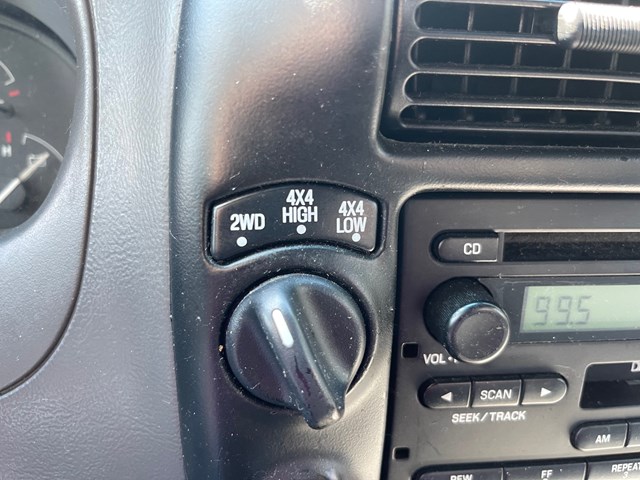 H
2WD
4X4
HIGH
4X4
LOW
CD
99.5
VOL
SCAN
SEEK/TRACK
AM
REW
FF
REPEAT